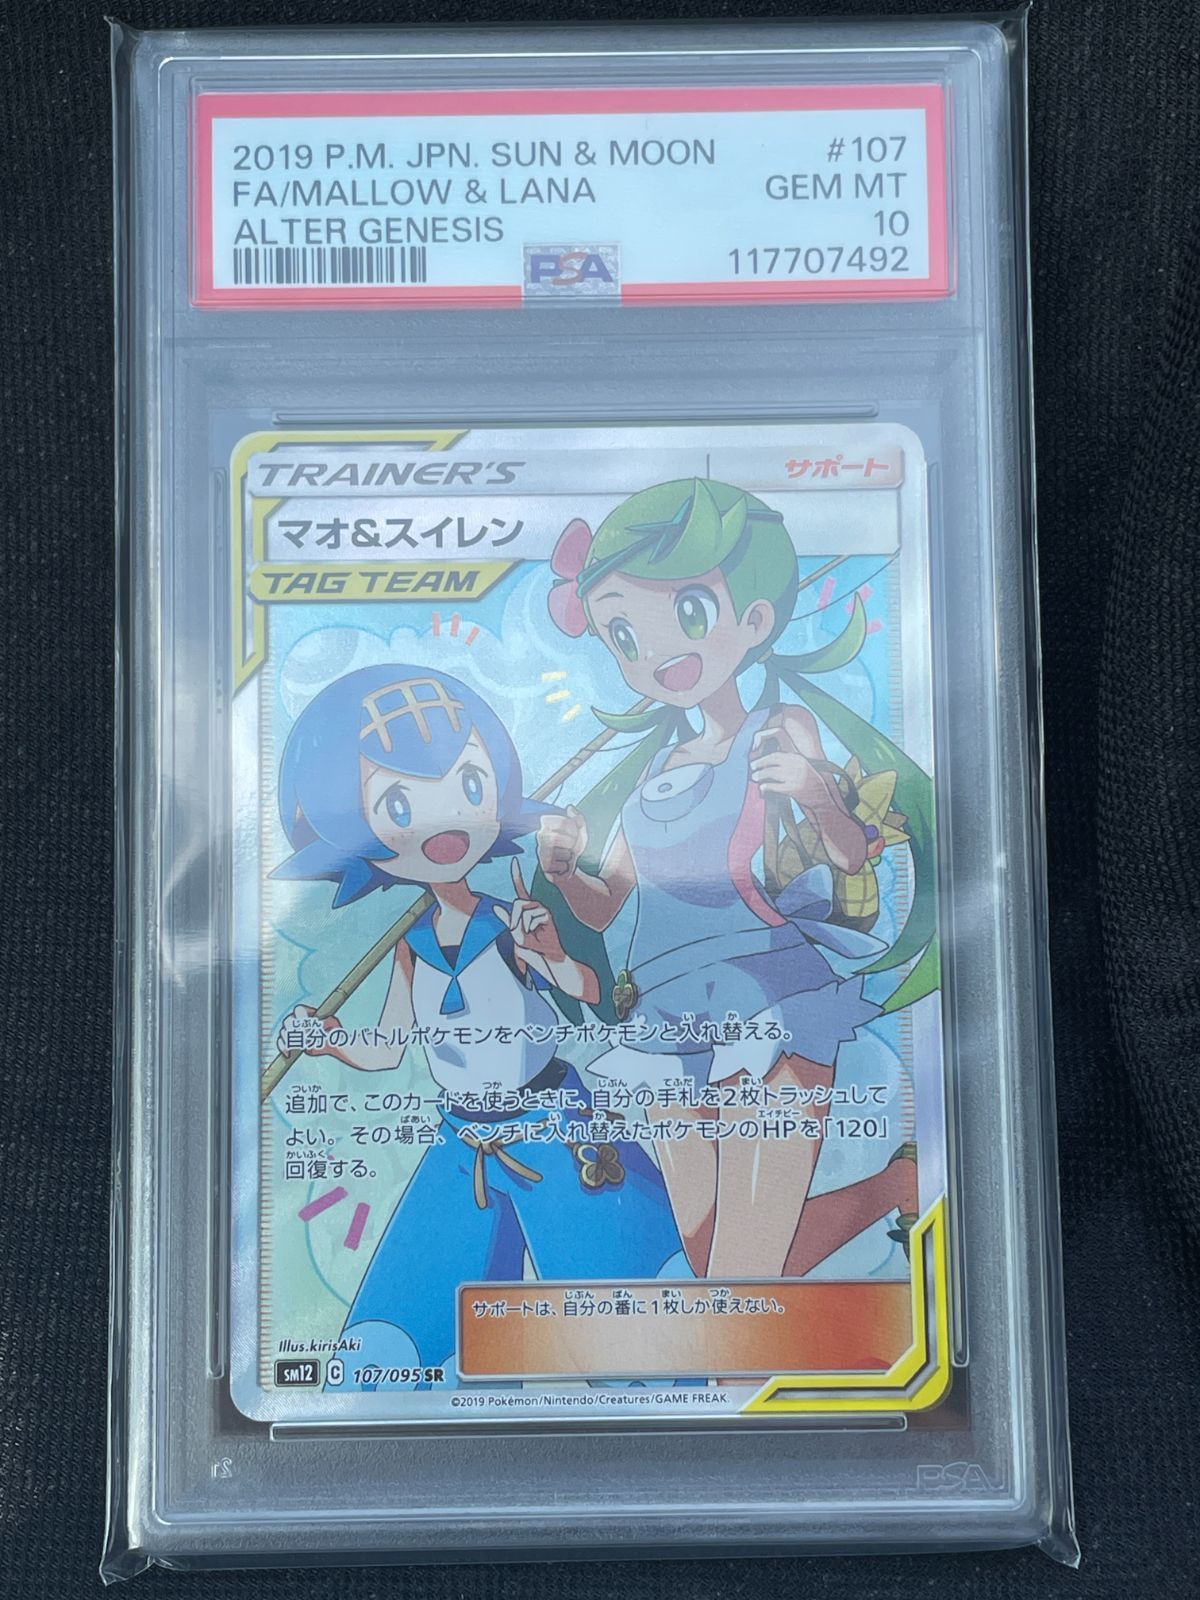 2019 P.M. JPN. SUN & MOON #107
FA/MALLOW & LANA GEM MT
ALTER GENESIS 10
PSA 117707492
TRAINER'S サポート
マオ&スイレン
TAG TEAM
自分のバトルポケモンをベンチポケモンと入れ替える。
追加で、このカードを使うときに、自分の手札を2枚トラッシュして
よい。その場合、ベンチに入れ替えたポケモンのHPを「120」
回復する。
サポートは、自分の番に1枚しか使えない。
Illus.kirisAki
SM12 C 107/095 SR
©2019 Pokémon/Nintendo/Creatures/GAME FREAK.
PSA